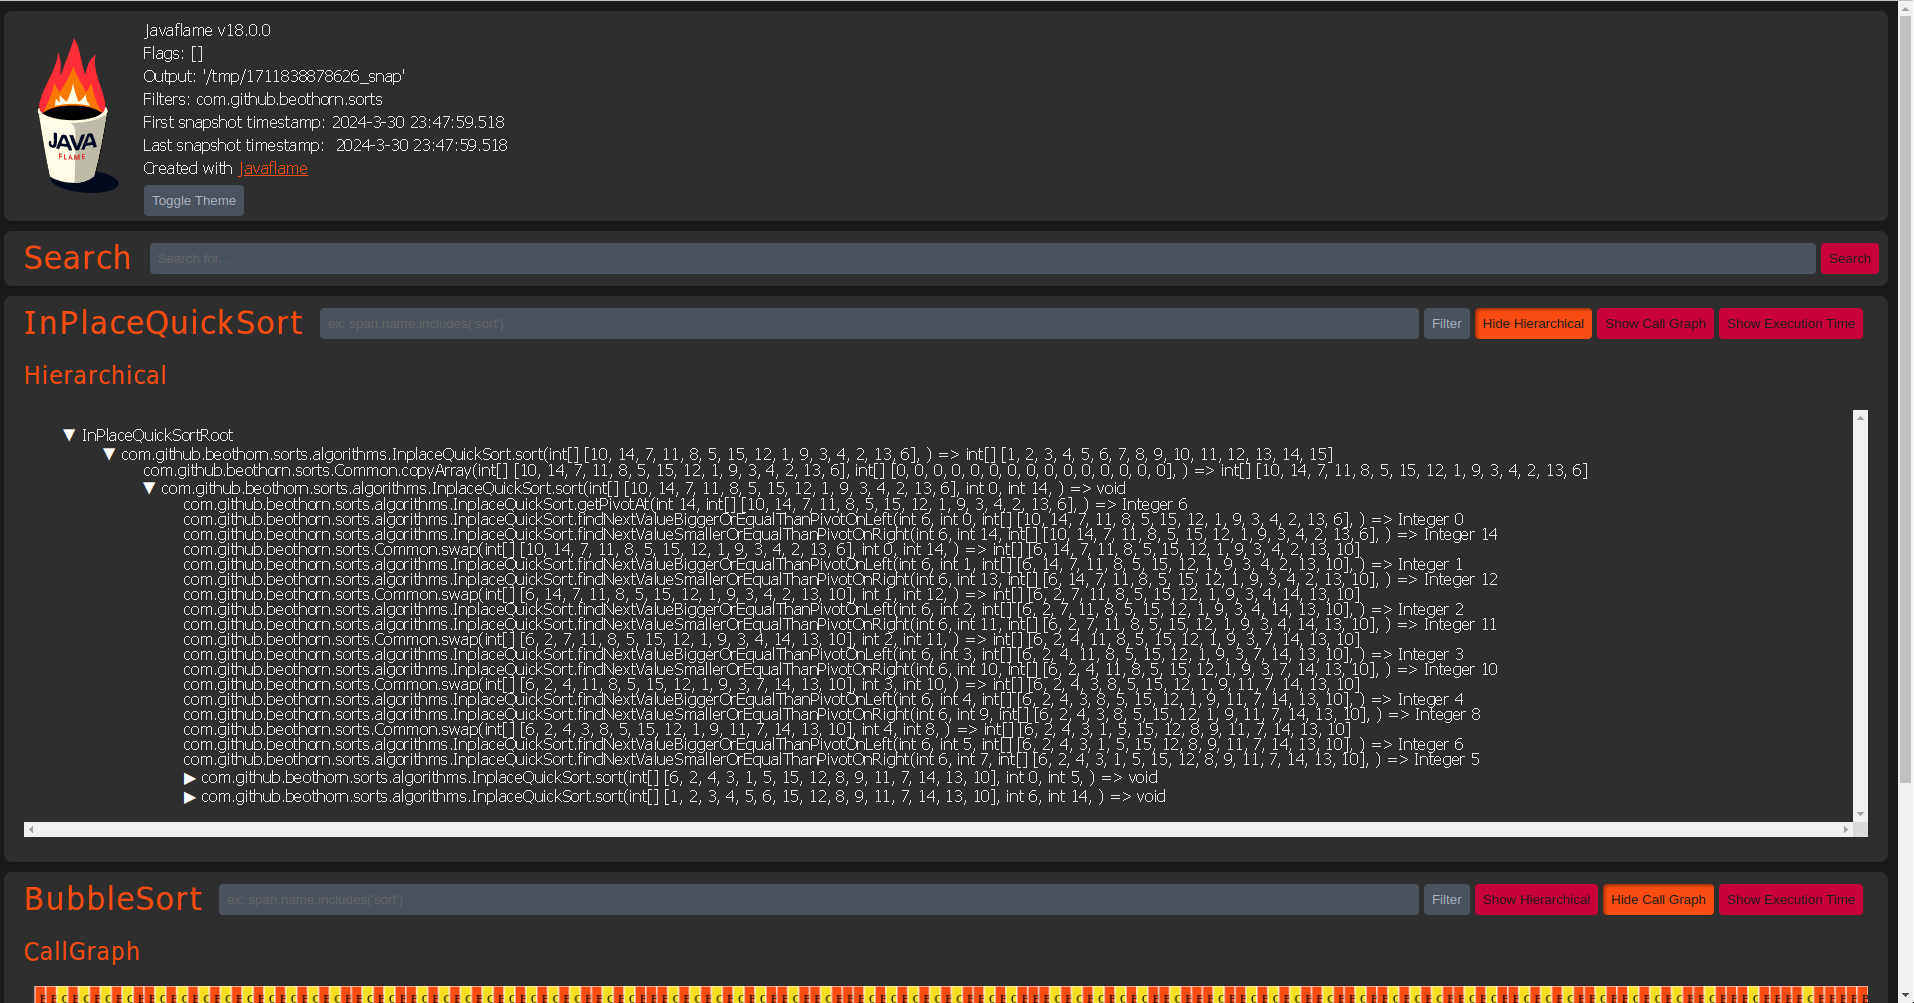 Javaflame v18.0.0
Flags: []
Output: '/tmp/1711838878626_snap'
Filters: com.github.beothorn.sorts
First snapshot timestamp: 2024-3-30 23:47:59.518
Last snapshot timestamp: 2024-3-30 23:47:59.518
Created with Javaflame
JAVA
FLAME
Toggle Theme
Search Search for... Search
InPlaceQuickSort ex: span.name.includes('sort') Filter Hide Hierarchical Show Call Graph Show Execution Time
Hierarchical
▼ InPlaceQuickSortRoot
▼ com.github.beothorn.sorts.algorithms.InplaceQuickSort.sort(int[] [10, 14, 7, 11, 8, 5, 15, 12, 1, 9, 3, 4, 2, 13, 6], ) => int[] [1, 2, 3, 4, 5, 6, 7, 8, 9, 10, 11, 12, 13, 14, 15]
com.github.beothorn.sorts.Common.copyArray(int[] [10, 14, 7, 11, 8, 5, 15, 12, 1, 9, 3, 4, 2, 13, 6], int[] [0, 0, 0, 0, 0, 0, 0, 0, 0, 0, 0, 0, 0, 0, 0], ) => int[] [10, 14, 7, 11, 8, 5, 15, 12, 1, 9, 3, 4, 2, 13, 6]
▼ com.github.beothorn.sorts.algorithms.InplaceQuickSort.sort(int[] [10, 14, 7, 11, 8, 5, 15, 12, 1, 9, 3, 4, 2, 13, 6], int 0, int 14, ) => void
com.github.beothorn.sorts.algorithms.InplaceQuickSort.getPivotAt(int 14, int[] [10, 14, 7, 11, 8, 5, 15, 12, 1, 9, 3, 4, 2, 13, 6], ) => Integer 6
com.github.beothorn.sorts.algorithms.InplaceQuickSort.findNextValueBiggerOrEqualThanPivotOnLeft(int 6, int 0, int[] [10, 14, 7, 11, 8, 5, 15, 12, 1, 9, 3, 4, 2, 13, 6], ) => Integer 0
com.github.beothorn.sorts.algorithms.InplaceQuickSort.findNextValueSmallerOrEqualThanPivotOnRight(int 6, int 14, int[] [10, 14, 7, 11, 8, 5, 15, 12, 1, 9, 3, 4, 2, 13, 6], ) => Integer 14
com.github.beothorn.sorts.Common.swap(int[] [10, 14, 7, 11, 8, 5, 15, 12, 1, 9, 3, 4, 2, 13, 6], int 0, int 14, ) => int[] [6, 14, 7, 11, 8, 5, 15, 12, 1, 9, 3, 4, 2, 13, 10]
com.github.beothorn.sorts.algorithms.InplaceQuickSort.findNextValueBiggerOrEqualThanPivotOnLeft(int 6, int 1, int[] [6, 14, 7, 11, 8, 5, 15, 12, 1, 9, 3, 4, 2, 13, 10], ) => Integer 1
com.github.beothorn.sorts.algorithms.InplaceQuickSort.findNextValueSmallerOrEqualThanPivotOnRight(int 6, int 13, int[] [6, 14, 7, 11, 8, 5, 15, 12, 1, 9, 3, 4, 2, 13, 10], ) => Integer 12
com.github.beothorn.sorts.Common.swap(int[] [6, 14, 7, 11, 8, 5, 15, 12, 1, 9, 3, 4, 2, 13, 10], int 1, int 12, ) => int[] [6, 2, 7, 11, 8, 5, 15, 12, 1, 9, 3, 4, 14, 13, 10]
com.github.beothorn.sorts.algorithms.InplaceQuickSort.findNextValueBiggerOrEqualThanPivotOnLeft(int 6, int 2, int[] [6, 2, 7, 11, 8, 5, 15, 12, 1, 9, 3, 4, 14, 13, 10], ) => Integer 2
com.github.beothorn.sorts.algorithms.InplaceQuickSort.findNextValueSmallerOrEqualThanPivotOnRight(int 6, int 11, int[] [6, 2, 7, 11, 8, 5, 15, 12, 1, 9, 3, 4, 14, 13, 10], ) => Integer 11
com.github.beothorn.sorts.Common.swap(int[] [6, 2, 7, 11, 8, 5, 15, 12, 1, 9, 3, 4, 14, 13, 10], int 2, int 11, ) => int[] [6, 2, 4, 11, 8, 5, 15, 12, 1, 9, 3, 7, 14, 13, 10]
com.github.beothorn.sorts.algorithms.InplaceQuickSort.findNextValueBiggerOrEqualThanPivotOnLeft(int 6, int 3, int[] [6, 2, 4, 11, 8, 5, 15, 12, 1, 9, 3, 7, 14, 13, 10], ) => Integer 3
com.github.beothorn.sorts.algorithms.InplaceQuickSort.findNextValueSmallerOrEqualThanPivotOnRight(int 6, int 10, int[] [6, 2, 4, 11, 8, 5, 15, 12, 1, 9, 3, 7, 14, 13, 10], ) => Integer 10
com.github.beothorn.sorts.Common.swap(int[] [6, 2, 4, 11, 8, 5, 15, 12, 1, 9, 3, 7, 14, 13, 10], int 3, int 10, ) => int[] [6, 2, 4, 3, 8, 5, 15, 12, 1, 9, 11, 7, 14, 13, 10]
com.github.beothorn.sorts.algorithms.InplaceQuickSort.findNextValueBiggerOrEqualThanPivotOnLeft(int 6, int 4, int[] [6, 2, 4, 3, 8, 5, 15, 12, 1, 9, 11, 7, 14, 13, 10], ) => Integer 4
com.github.beothorn.sorts.algorithms.InplaceQuickSort.findNextValueSmallerOrEqualThanPivotOnRight(int 6, int 9, int[] [6, 2, 4, 3, 8, 5, 15, 12, 1, 9, 11, 7, 14, 13, 10], ) => Integer 8
com.github.beothorn.sorts.Common.swap(int[] [6, 2, 4, 3, 8, 5, 15, 12, 1, 9, 11, 7, 14, 13, 10], int 4, int 8, ) => int[] [6, 2, 4, 3, 1, 5, 15, 12, 8, 9, 11, 7, 14, 13, 10]
com.github.beothorn.sorts.algorithms.InplaceQuickSort.findNextValueBiggerOrEqualThanPivotOnLeft(int 6, int 5, int[] [6, 2, 4, 3, 1, 5, 15, 12, 8, 9, 11, 7, 14, 13, 10], ) => Integer 6
com.github.beothorn.sorts.algorithms.InplaceQuickSort.findNextValueSmallerOrEqualThanPivotOnRight(int 6, int 7, int[] [6, 2, 4, 3, 1, 5, 15, 12, 8, 9, 11, 7, 14, 13, 10], ) => Integer 5
▶ com.github.beothorn.sorts.algorithms.InplaceQuickSort.sort(int[] [6, 2, 4, 3, 1, 5, 15, 12, 8, 9, 11, 7, 14, 13, 10], int 0, int 5, ) => void
▶ com.github.beothorn.sorts.algorithms.InplaceQuickSort.sort(int[] [1, 2, 3, 4, 5, 6, 15, 12, 8, 9, 11, 7, 14, 13, 10], int 6, int 14, ) => void
BubbleSort ex: span.name.includes('sort') Filter Show Hierarchical Hide Call Graph Show Execution Time
CallGraph